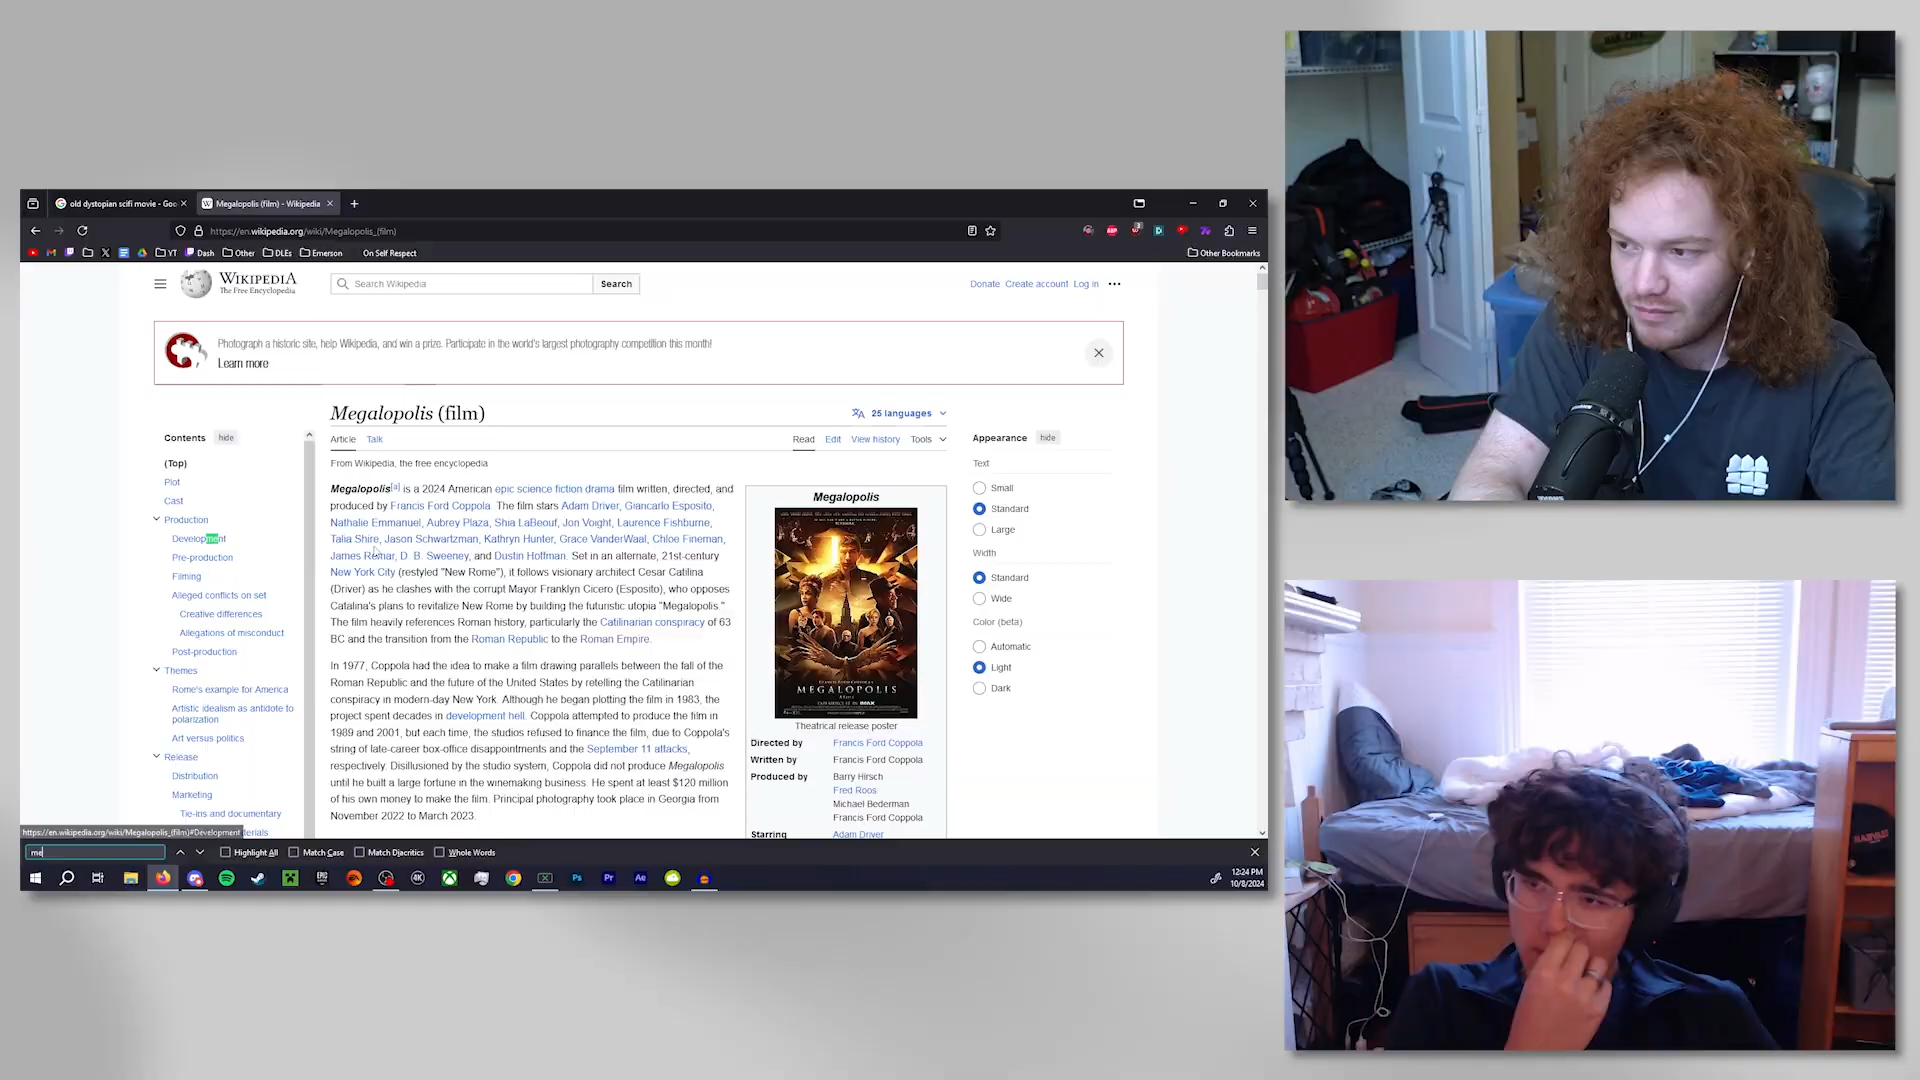 old dystopian scifi movie - Goo
Megalopolis (film) - Wikipedia
https://en.wikipedia.org/wiki/Megalopolis_(film)
YT
Dash
Other
DLEs
Emerson
On Self Respect
Other Bookmarks
WIKIPEDIA
The Free Encyclopedia
Search Wikipedia
Search
Donate
Create account
Log in
Photograph a historic site, help Wikipedia, and win a prize. Participate in the world's largest photography competition this month!
Learn more
Megalopolis (film)
25 languages
Article
Talk
Read
Edit
View history
Tools
From Wikipedia, the free encyclopedia
Contents
hide
(Top)
Plot
Cast
Production
Development
Pre-production
Filming
Alleged conflicts on set
Creative differences
Allegations of misconduct
Post-production
Themes
Rome's example for America
Artistic idealism as antidote to
polarization
Art versus politics
Release
Distribution
Marketing
Tie-ins and documentary
Megalopolis[a] is a 2024 American epic science fiction drama film written, directed, and
produced by Francis Ford Coppola. The film stars Adam Driver, Giancarlo Esposito,
Nathalie Emmanuel, Aubrey Plaza, Shia LaBeouf, Jon Voight, Laurence Fishburne,
Talia Shire, Jason Schwartzman, Kathryn Hunter, Grace VanderWaal, Chloe Fineman,
James Remar, D. B. Sweeney, and Dustin Hoffman. Set in an alternate, 21st-century
New York City (restyled "New Rome"), it follows visionary architect Cesar Catilina
(Driver) as he clashes with the corrupt Mayor Franklyn Cicero (Esposito), who opposes
Catalina's plans to revitalize New Rome by building the futuristic utopia "Megalopolis."
The film heavily references Roman history, particularly the Catilinarian conspiracy of 63
BC and the transition from the Roman Republic to the Roman Empire.
In 1977, Coppola had the idea to make a film drawing parallels between the fall of the
Roman Republic and the future of the United States by retelling the Catilinarian
conspiracy in modern-day New York. Although he began plotting the film in 1983, the
project spent decades in development hell. Coppola attempted to produce the film in
1989 and 2001, but each time, the studios refused to finance the film, due to Coppola's
string of late-career box-office disappointments and the September 11 attacks,
respectively. Disillusioned by the studio system, Coppola did not produce Megalopolis
until he built a large fortune in the winemaking business. He spent at least $120 million
of his own money to make the film. Principal photography took place in Georgia from
November 2022 to March 2023.
Megalopolis
MEGALOPOLIS
Theatrical release poster
Directed by Francis Ford Coppola
Written by Francis Ford Coppola
Produced by Barry Hirsch
Fred Roos
Michael Bederman
Francis Ford Coppola
Starring Adam Driver
Appearance
hide
Text
Small
Standard
Large
Width
Standard
Wide
Color (beta)
Automatic
Light
Dark
https://en.wikipedia.org/wiki/Megalopolis_(film)#Development
erials
me
Highlight All
Match Case
Match Diacritics
Whole Words
EPIC
4K
Ps
Pr
Ae
12:24 PM
10/8/2024